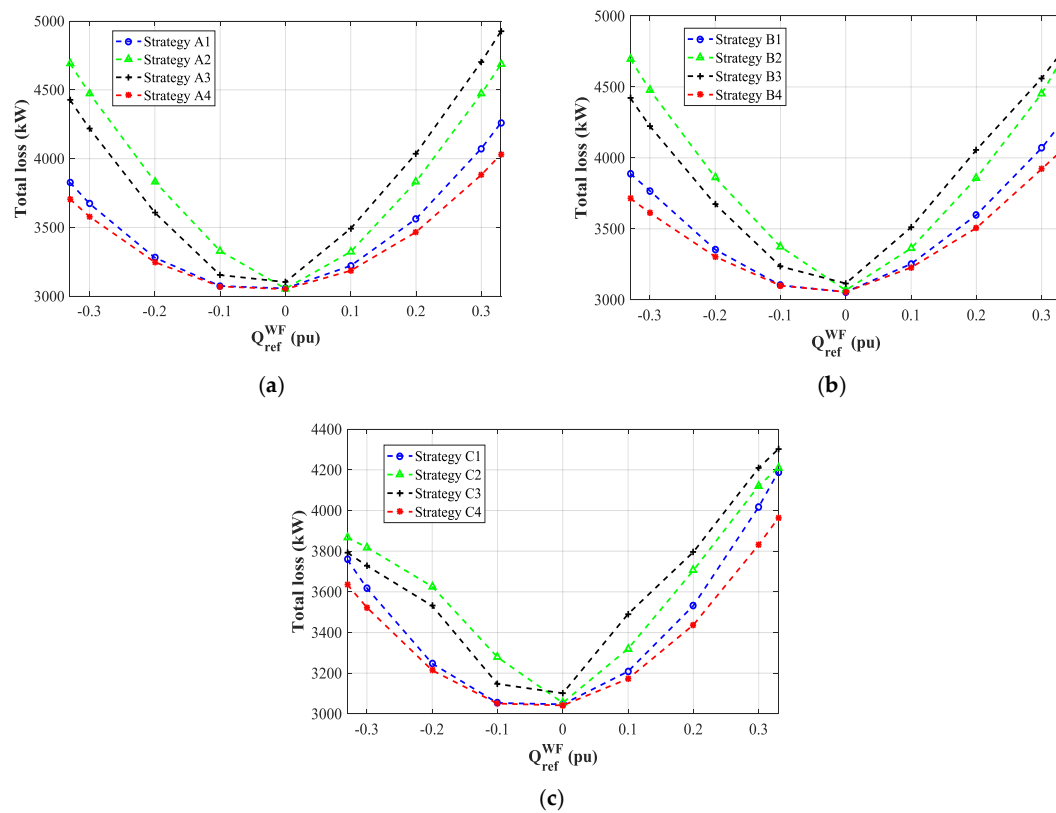 5000
4500
4000
3500
3000
Total loss (kW)
Strategy A1
Strategy A2
Strategy A3
Strategy A4
-0.3 -0.2 -0.1 0 0.1 0.2 0.3
Q_ref^WF (pu)
(a)
5000
4500
4000
3500
3000
Total loss (kW)
Strategy B1
Strategy B2
Strategy B3
Strategy B4
-0.3 -0.2 -0.1 0 0.1 0.2 0.3
Q_ref^WF (pu)
(b)
4400
4200
4000
3800
3600
3400
3200
3000
Total loss (kW)
Strategy C1
Strategy C2
Strategy C3
Strategy C4
-0.3 -0.2 -0.1 0 0.1 0.2 0.3
Q_ref^WF (pu)
(c)